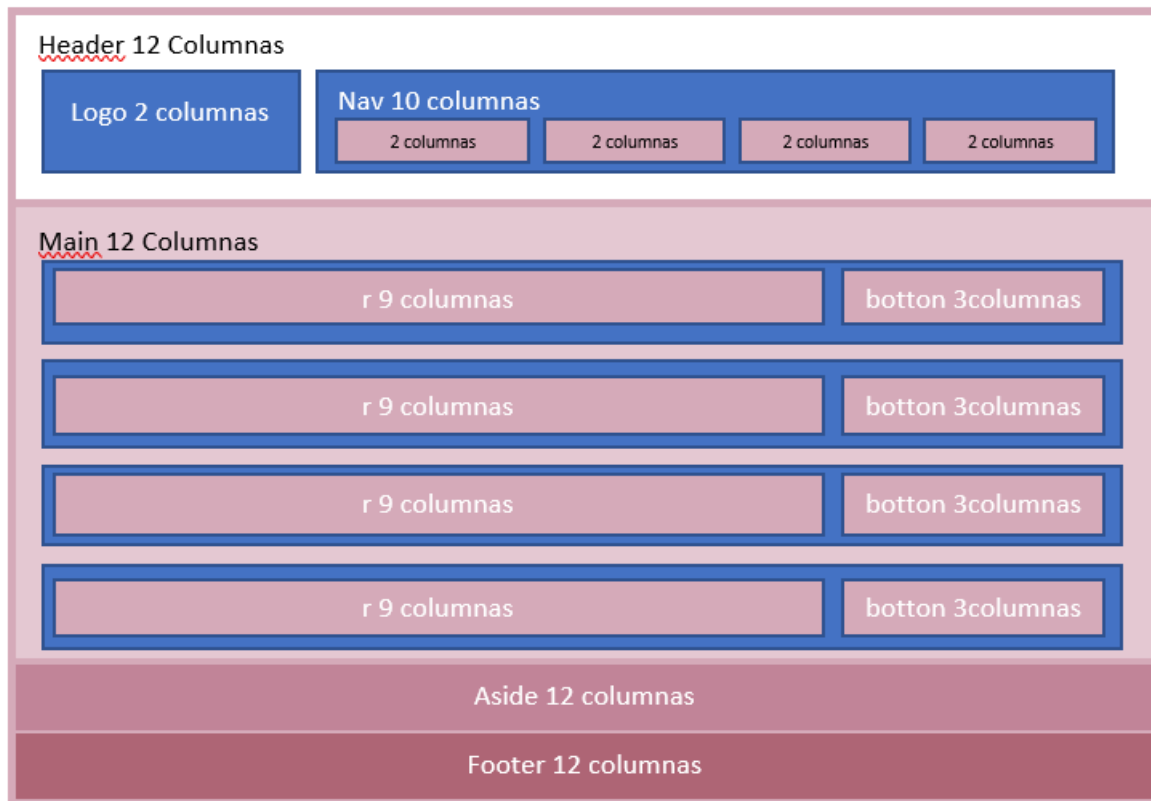 Header 12 Columnas
Logo 2 columnas
Nav 10 columnas
2 columnas
2 columnas
2 columnas
2 columnas
Main 12 Columnas
r 9 columnas
botton 3columnas
r 9 columnas
botton 3columnas
r 9 columnas
botton 3columnas
r 9 columnas
botton 3columnas
Aside 12 columnas
Footer 12 columnas